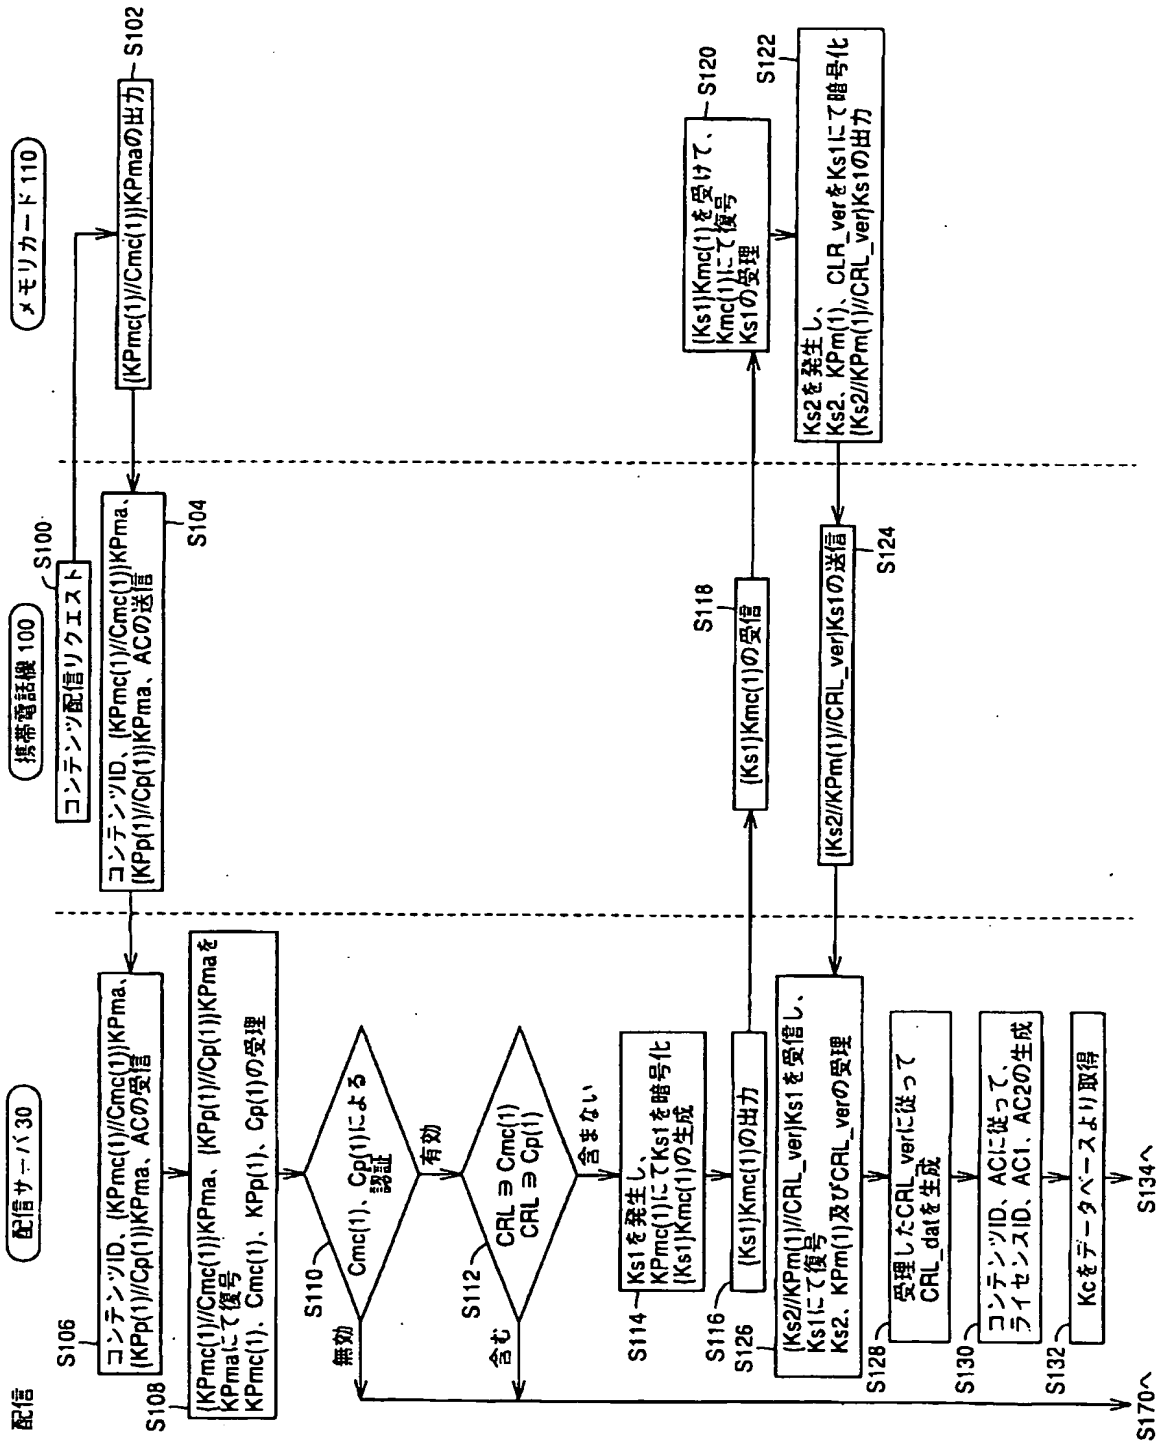 配信
配信サーバ 30
携帯電話機 100
メモリカード 110
S100
コンテンツ配信リクエスト
S102
{KPmc(1)//Cmc(1)}KPmaの出力
S104
コンテンツID、{KPmc(1)//Cmc(1)}KPma、
{KPp(1)//Cp(1)}KPma、ACの送信
S106
コンテンツID、{KPmc(1)//Cmc(1)}KPma、
{KPp(1)//Cp(1)}KPma、ACの受信
S108
{KPmc(1)//Cmc(1)}KPma、{KPp(1)//Cp(1)}KPmaを
KPmaにて復号
KPmc(1)、Cmc(1)、KPp(1)、Cp(1)の受理
S110
Cmc(1)、Cp(1)による
認証
無効
有効
S112
CRL∋Cmc(1)
CRL∋Cp(1)
含む
含まない
S114
Ks1を発生し、
KPmc(1)にてKs1を暗号化
{Ks1}Kmc(1)の生成
S116
{Ks1}Kmc(1)の出力
S118
{Ks1}Kmc(1)の受信
S120
{Ks1}Kmc(1)を受けて、
Kmc(1)にて復号
Ks1の受理
S122
Ks2を発生し、
Ks2、KPm(1)、CLR_verをKs1にて暗号化
{Ks2//KPm(1)//CRL_ver}Ks1の出力
S124
{Ks2//KPm(1)//CRL_ver}Ks1の送信
S126
{Ks2//KPm(1)//CRL_ver}Ks1を受信し、
Ks1にて復号
Ks2、KPm(1)及びCRL_verの受理
S128
受理したCRL_verに従って
CRL_datを生成
S130
コンテンツID、ACに従って、
ライセンスID、AC1、AC2の生成
S132
Kcをデータベースより取得
S170へ
S134へ